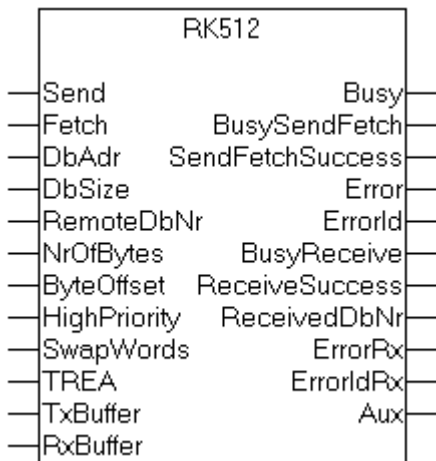 RK512
Send Busy
Fetch BusySendFetch
DbAdr SendFetchSuccess
DbSize Error
RemoteDbNr ErrorId
NrOfBytes BusyReceive
ByteOffset ReceiveSuccess
HighPriority ReceivedDbNr
SwapWords ErrorRx
TREA ErrorIdRx
TxBuffer Aux
RxBuffer